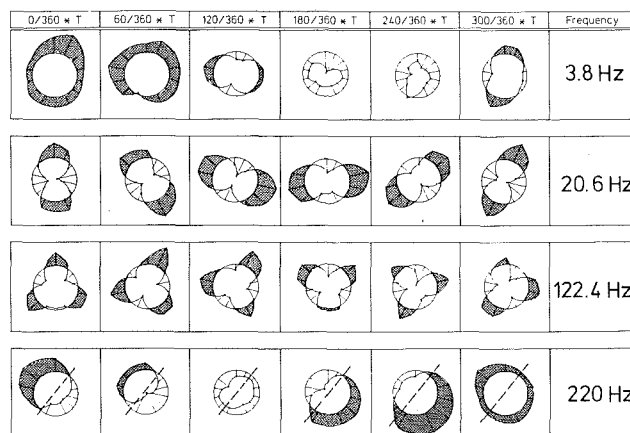 0/360 * T 60/360 * T 120/360 * T 180/360 * T 240/360 * T 300/360 * T Frequency
3.8 Hz
20.6 Hz
122.4 Hz
220 Hz